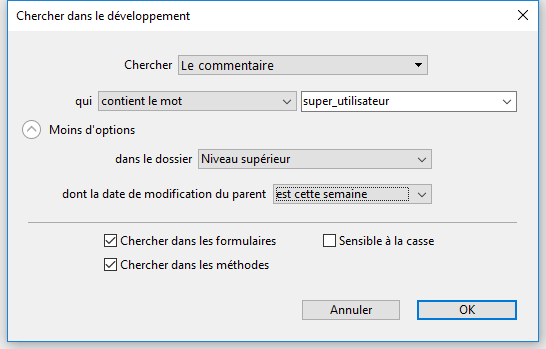 Chercher dans le développement
Chercher Le commentaire
qui contient le mot super_utilisateur
Moins d'options
dans le dossier Niveau supérieur
dont la date de modification du parent est cette semaine
Chercher dans les formulaires Sensible à la casse
Chercher dans les méthodes
Annuler OK